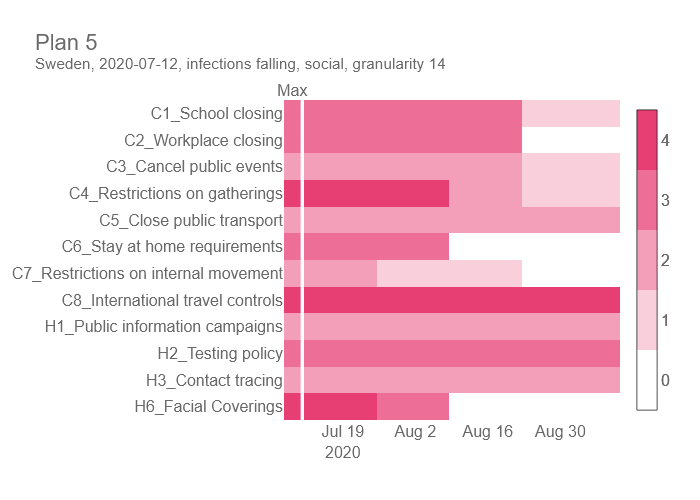 Plan 5
Sweden, 2020-07-12, infections falling, social, granularity 14
Max
C1_School closing
C2_Workplace closing
C3_Cancel public events
C4_Restrictions on gatherings
C5_Close public transport
C6_Stay at home requirements
C7_Restrictions on internal movement
C8_International travel controls
H1_Public information campaigns
H2_Testing policy
H3_Contact tracing
H6_Facial Coverings
Jul 19 Aug 2 Aug 16 Aug 30
2020
4
3
2
1
0